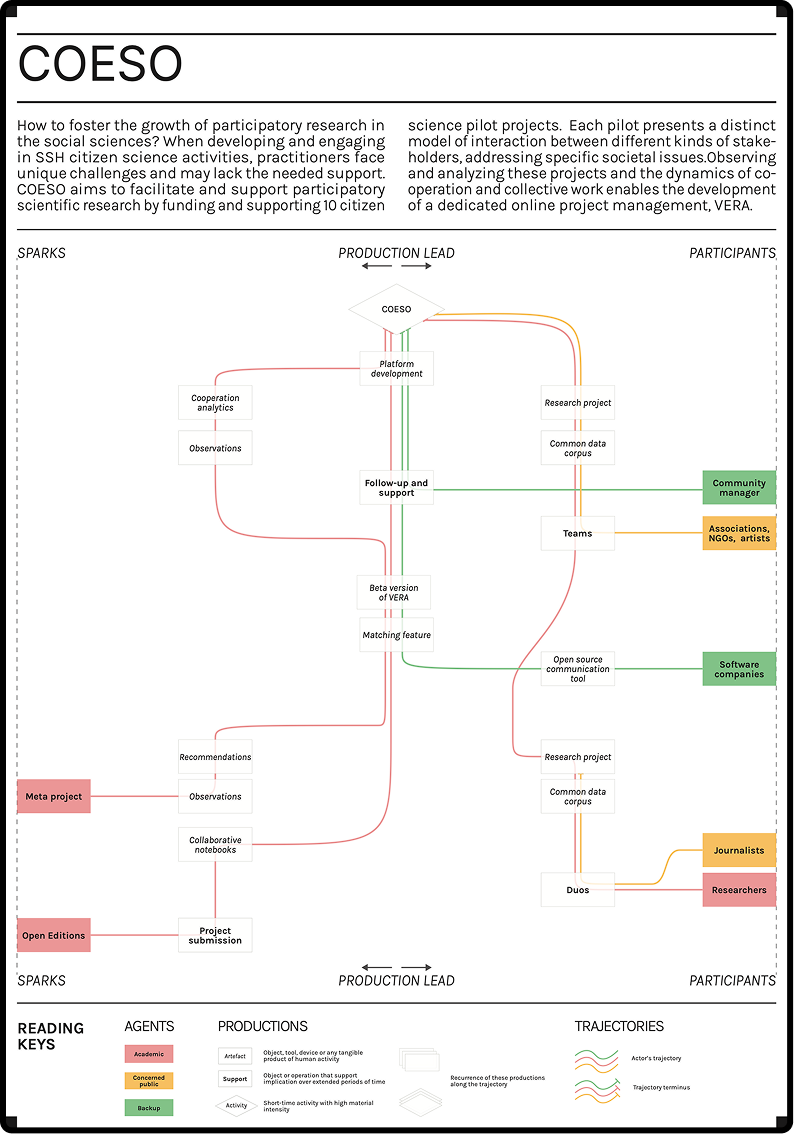 COESO
How to foster the growth of participatory research in
the social sciences? When developing and engaging
in SSH citizen science activities, practitioners face
unique challenges and may lack the needed support.
COESO aims to facilitate and support participatory
scientific research by funding and supporting 10 citizen
science pilot projects.  Each pilot presents a distinct
model of interaction between different kinds of stake-
holders, addressing specific societal issues.Observing
and analyzing these projects and the dynamics of co-
operation and collective work enables the development
of a dedicated online project management, VERA.
SPARKS
PRODUCTION LEAD
PARTICIPANTS
COESO
Platform
development
Cooperation
analytics
Research project
Observations
Common data
corpus
Follow-up and
support
Community
manager
Teams
Associations,
NGOs, artists
Beta version
of VERA
Matching feature
Open source
communication
tool
Software
companies
Recommendations
Research project
Meta project
Observations
Common data
corpus
Collaborative
notebooks
Journalists
Duos
Researchers
Open Editions
Project
submission
SPARKS
PRODUCTION LEAD
PARTICIPANTS
READING
KEYS
AGENTS
Academic
Concerned
public
Backup
PRODUCTIONS
Artefact
Object, tool, device or any tangible
product of human activity
Support
Object or operation that support
implication over extended periods of time
Activity
Short-time activity with high material
intensity
Recurrence of these productions
along the trajectory
TRAJECTORIES
Actor's trajectory
Trajectory terminus